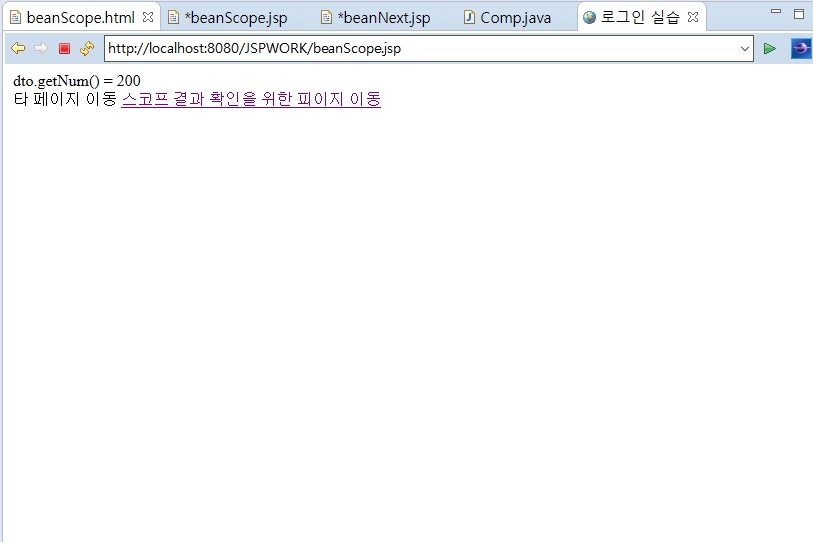 beanScope.html *beanScope.jsp *beanNext.jsp Comp.java 로그인 실습
http://localhost:8080/JSPWORK/beanScope.jsp
dto.getNum() = 200
타 페이지 이동 스코프 결과 확인을 위한 피이지 이동